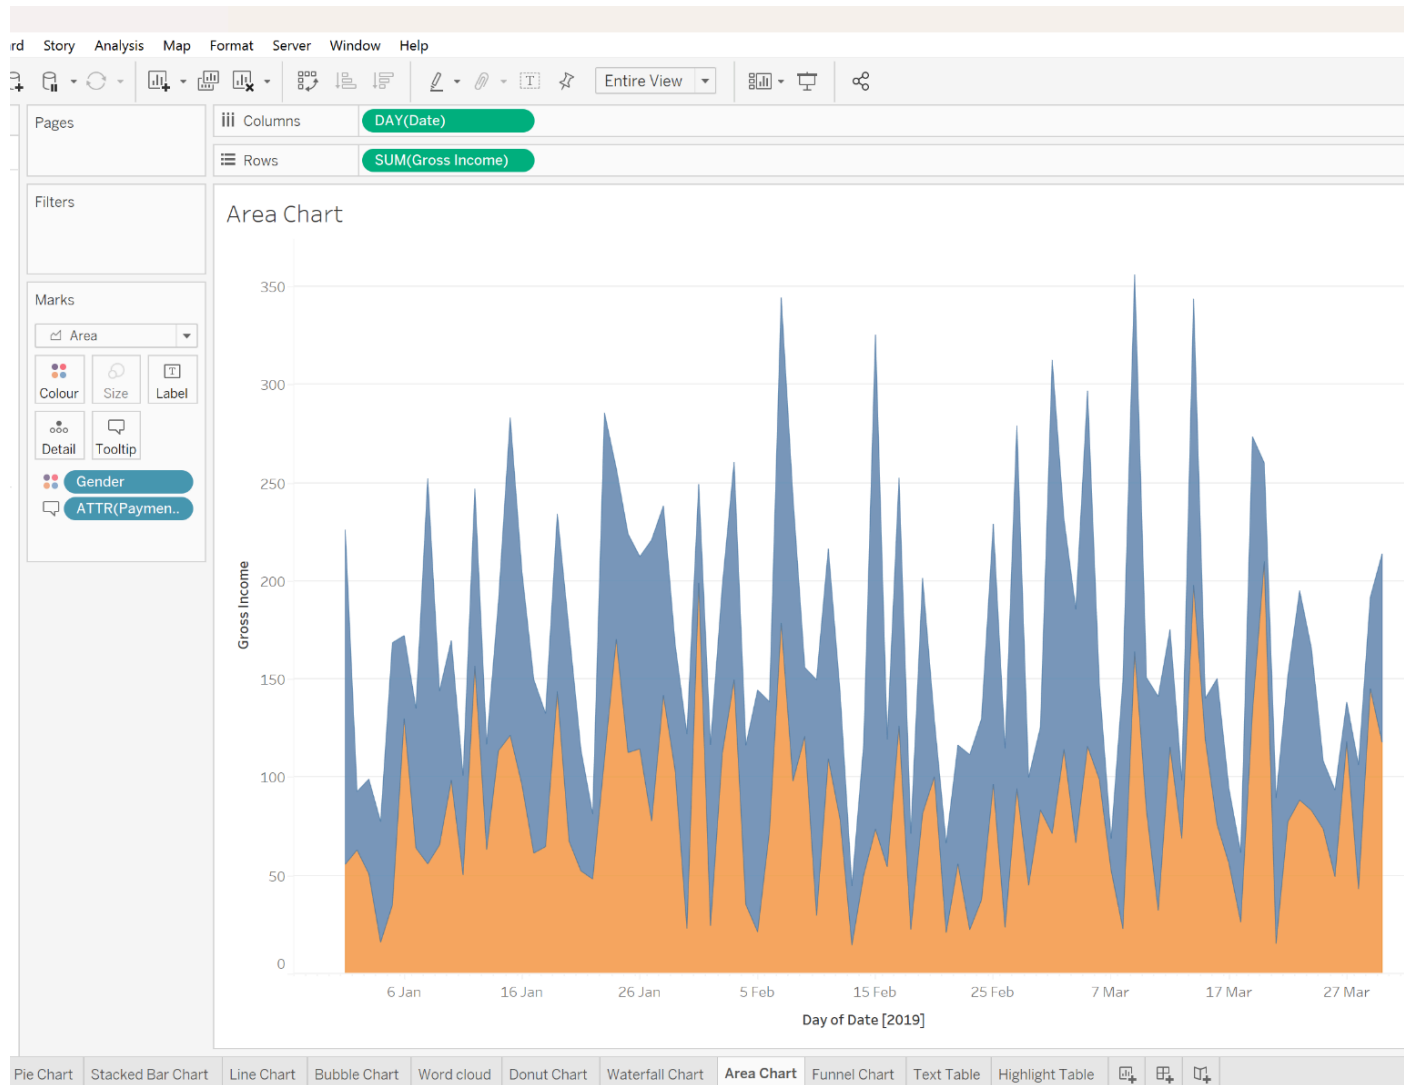 rd Story Analysis Map Format Server Window Help
Entire View
Pages
iii Columns DAY(Date)
Rows SUM(Gross Income)
Filters
Area Chart
Marks
Area
Colour Size Label
Detail Tooltip
Gender
ATTR(Paymen..
Gross Income
350
300
250
200
150
100
50
0
6 Jan 16 Jan 26 Jan 5 Feb 15 Feb 25 Feb 7 Mar 17 Mar 27 Mar
Day of Date [2019]
Pie Chart Stacked Bar Chart Line Chart Bubble Chart Word cloud Donut Chart Waterfall Chart Area Chart Funnel Chart Text Table Highlight Table